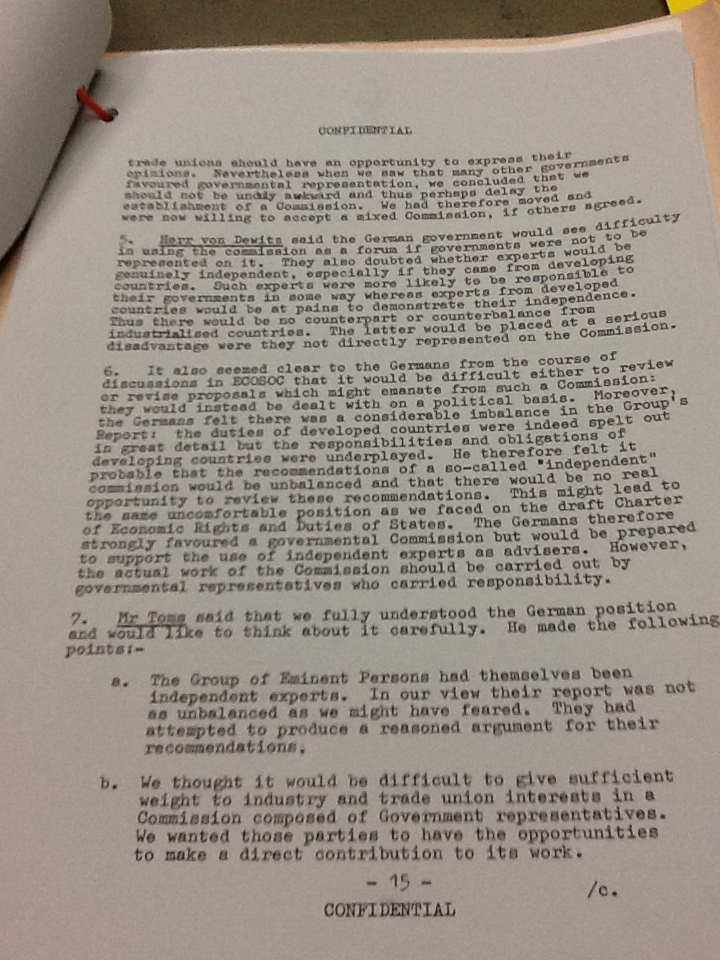 CONFIDENTIAL
trade unions should have an opportunity to express their
opinions. Nevertheless when we saw that many other governments
favoured governmental representation, we concluded that we
should not be unduly awkward and thus perhaps delay the
establishment of a Commission. We had therefore moved and
were now willing to accept a mixed Commission, if others agreed.
5. Herr von Dewitz said the German government would see difficulty
in using the commission as a forum if governments were not to be
represented on it. They also doubted whether experts would be
genuinely independent, especially if they came from developing
countries. Such experts were more likely to be responsible to
their governments in some way whereas experts from developed
countries would be at pains to demonstrate their independence.
Thus there would be no counterpart or counterbalance from
industrialised countries. The latter would be placed at a serious
disadvantage were they not directly represented on the Commission.
6. It also seemed clear to the Germans from the course of
discussions in ECOSOC that it would be difficult either to review
or revise proposals which might emanate from such a Commission:
they would instead be dealt with on a political basis. Moreover,
the Germans felt there was a considerable imbalance in the Group's
Report: the duties of developed countries were indeed spelt out
in great detail but the responsibilities and obligations of
developing countries were underplayed. He therefore felt it
probable that the recommendations of a so-called "independent"
commission would be unbalanced and that there would be no real
opportunity to review these recommendations. This might lead to
the same uncomfortable position as we faced on the draft Charter
of Economic Rights and Duties of States. The Germans therefore
strongly favoured a governmental Commission but would be prepared
to support the use of independent experts as advisers. However,
the actual work of the Commission should be carried out by
governmental representatives who carried responsibility.
7. Mr Toms said that we fully understood the German position
and would like to think about it carefully. He made the following
points:-
a. The Group of Eminent Persons had themselves been
independent experts. In our view their report was not
as unbalanced as we might have feared. They had
attempted to produce a reasoned argument for their
recommendations.
b. We thought it would be difficult to give sufficient
weight to industry and trade union interests in a
Commission composed of Government representatives.
We wanted those parties to have the opportunities
to make a direct contribution to its work.
- 15 -
/c.
CONFIDENTIAL